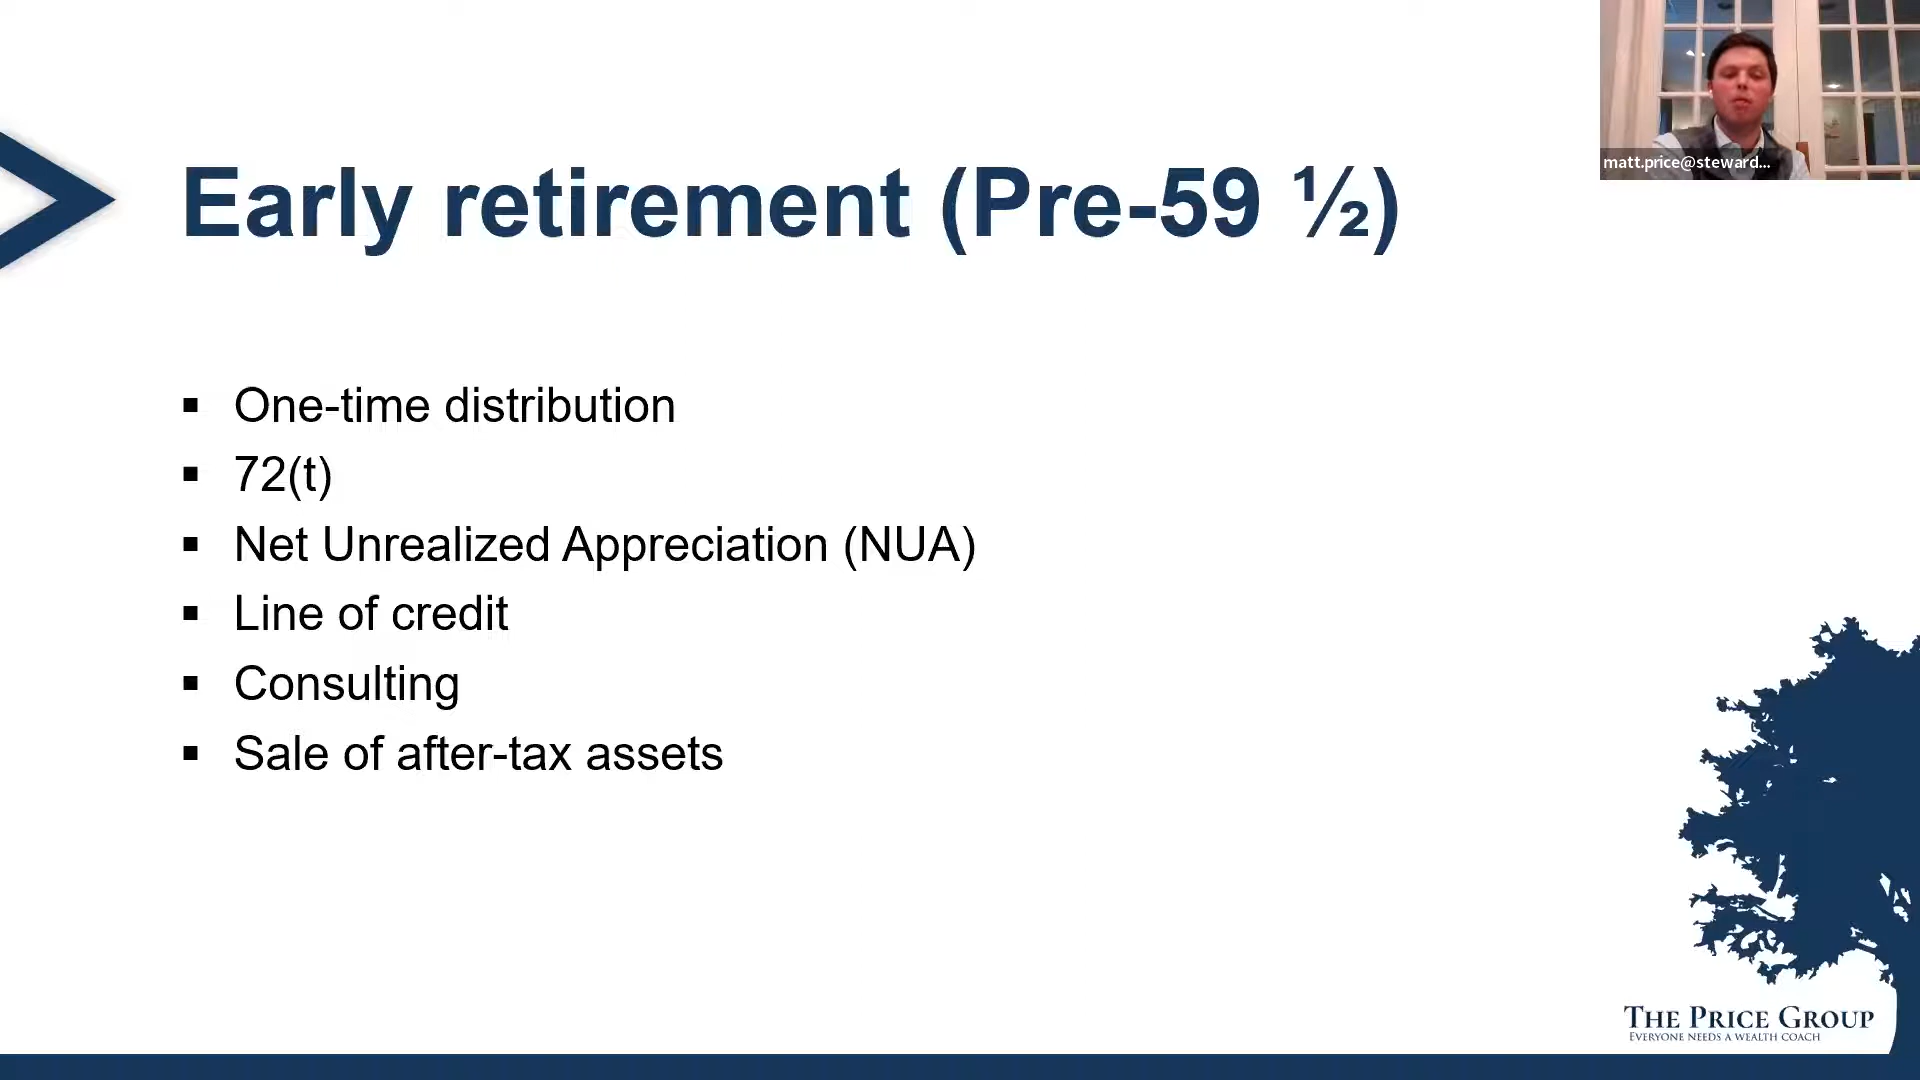 matt.price@steward...
Early retirement (Pre-59 ½)
▪ One-time distribution
▪ 72(t)
▪ Net Unrealized Appreciation (NUA)
▪ Line of credit
▪ Consulting
▪ Sale of after-tax assets
THE PRICE GROUP
EVERYONE NEEDS A WEALTH COACH